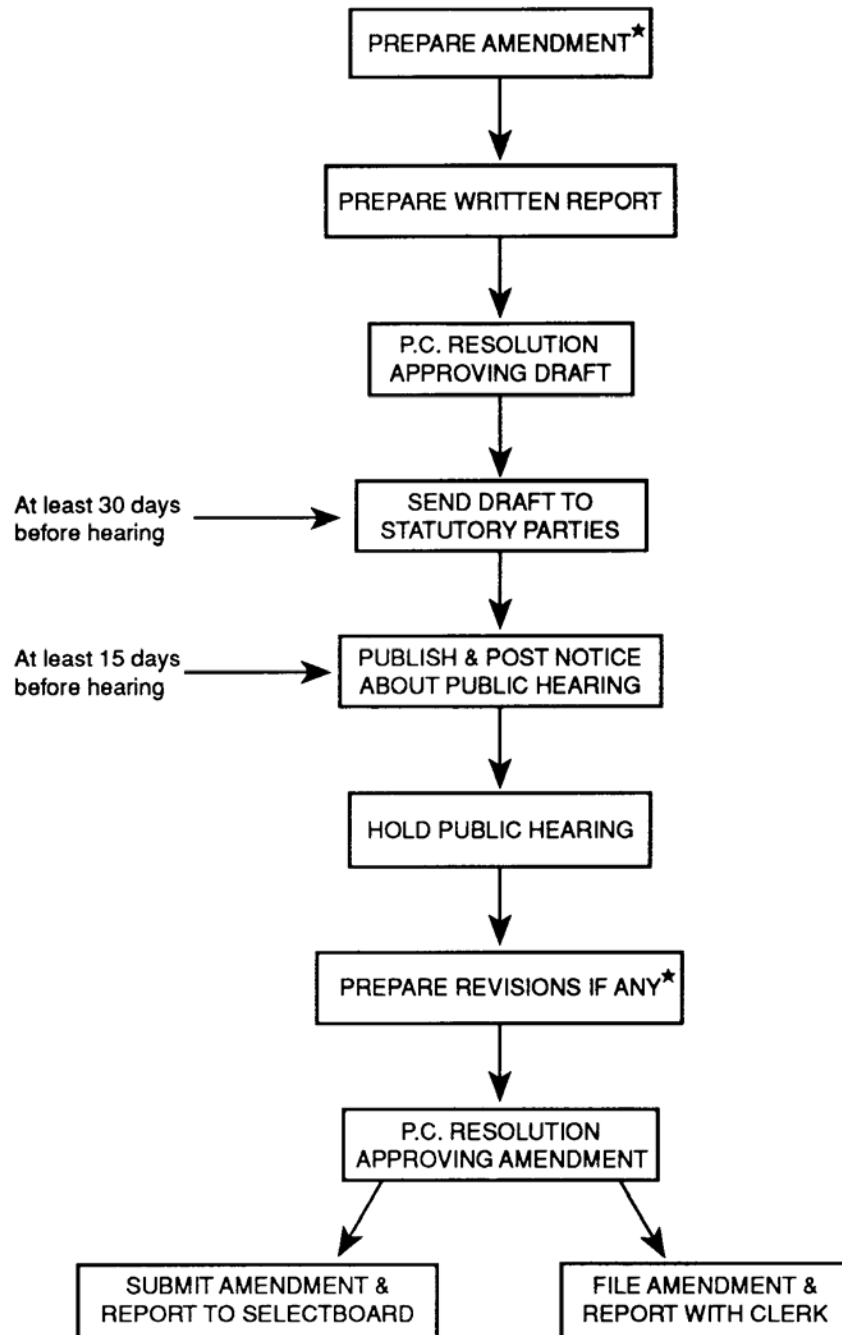 PREPARE AMENDMENT★
PREPARE WRITTEN REPORT
P.C. RESOLUTION
APPROVING DRAFT
At least 30 days
before hearing
SEND DRAFT TO
STATUTORY PARTIES
At least 15 days
before hearing
PUBLISH & POST NOTICE
ABOUT PUBLIC HEARING
HOLD PUBLIC HEARING
PREPARE REVISIONS IF ANY★
P.C. RESOLUTION
APPROVING AMENDMENT
SUBMIT AMENDMENT &
REPORT TO SELECTBOARD
FILE AMENDMENT &
REPORT WITH CLERK